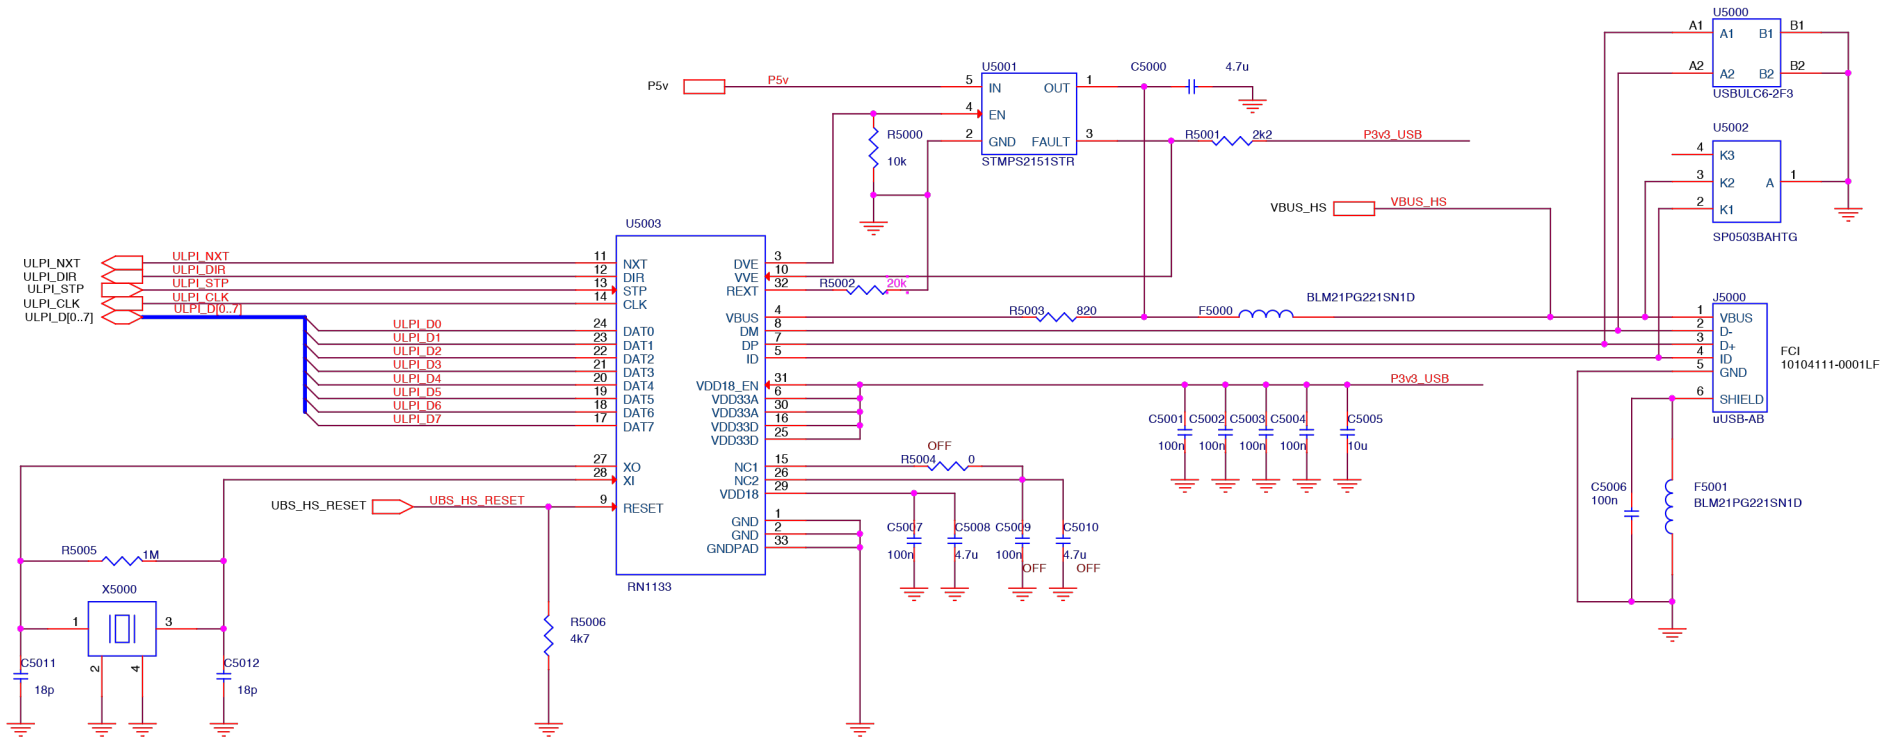 U5000
A1 A1 B1 B1
A2 A2 B2 B2
USBULC6-2F3
U5001
P5v P5v 5 IN OUT 1
C5000 4.7u
4 EN
R5000
10k
2 GND FAULT 3
STMPS2151STR
R5001 2k2 P3v3_USB
U5002
4 K3
3 K2 A 1
2 K1
SP0503BAHTG
VBUS_HS VBUS_HS
U5003
ULPI_NXT ULPI_NXT 11 NXT
ULPI_DIR ULPI_DIR 12 DIR
ULPI_STP ULPI_STP 13 STP
ULPI_CLK ULPI_CLK 14 CLK
ULPI_D[0..7] ULPI_D[0..7]
ULPI_D0 24 DAT0
ULPI_D1 23 DAT1
ULPI_D2 22 DAT2
ULPI_D3 21 DAT3
ULPI_D4 20 DAT4
ULPI_D5 19 DAT5
ULPI_D6 18 DAT6
ULPI_D7 17 DAT7
27 XO
28 XI
UBS_HS_RESET UBS_HS_RESET 9 RESET
DVE 3
VVE 10
REXT 32 R5002 20k
VBUS 4 R5003 820 F5000 BLM21PG221SN1D
DM 8
DP 7
ID 5
VDD18_EN 31 P3v3_USB
VDD33A 6
VDD33A 30
VDD33D 16
VDD33D 25
NC1 15 R5004 0 OFF
NC2 26
VDD18 29
GND 1
GND 2
GNDPAD 33
RN1133
J5000
1 VBUS
2 D-
3 D+
4 ID
5 GND
6 SHIELD
uUSB-AB
FCI
10104111-0001LF
C5001 C5002 C5003 C5004 C5005
100n 100n 100n 100n 10u
C5006
100n
F5001
BLM21PG221SN1D
C5007 C5008 C5009 C5010
100n 4.7u 100n 4.7u
OFF OFF
R5005 1M
X5000
1 3
2 4
C5011 C5012
18p 18p
R5006
4k7